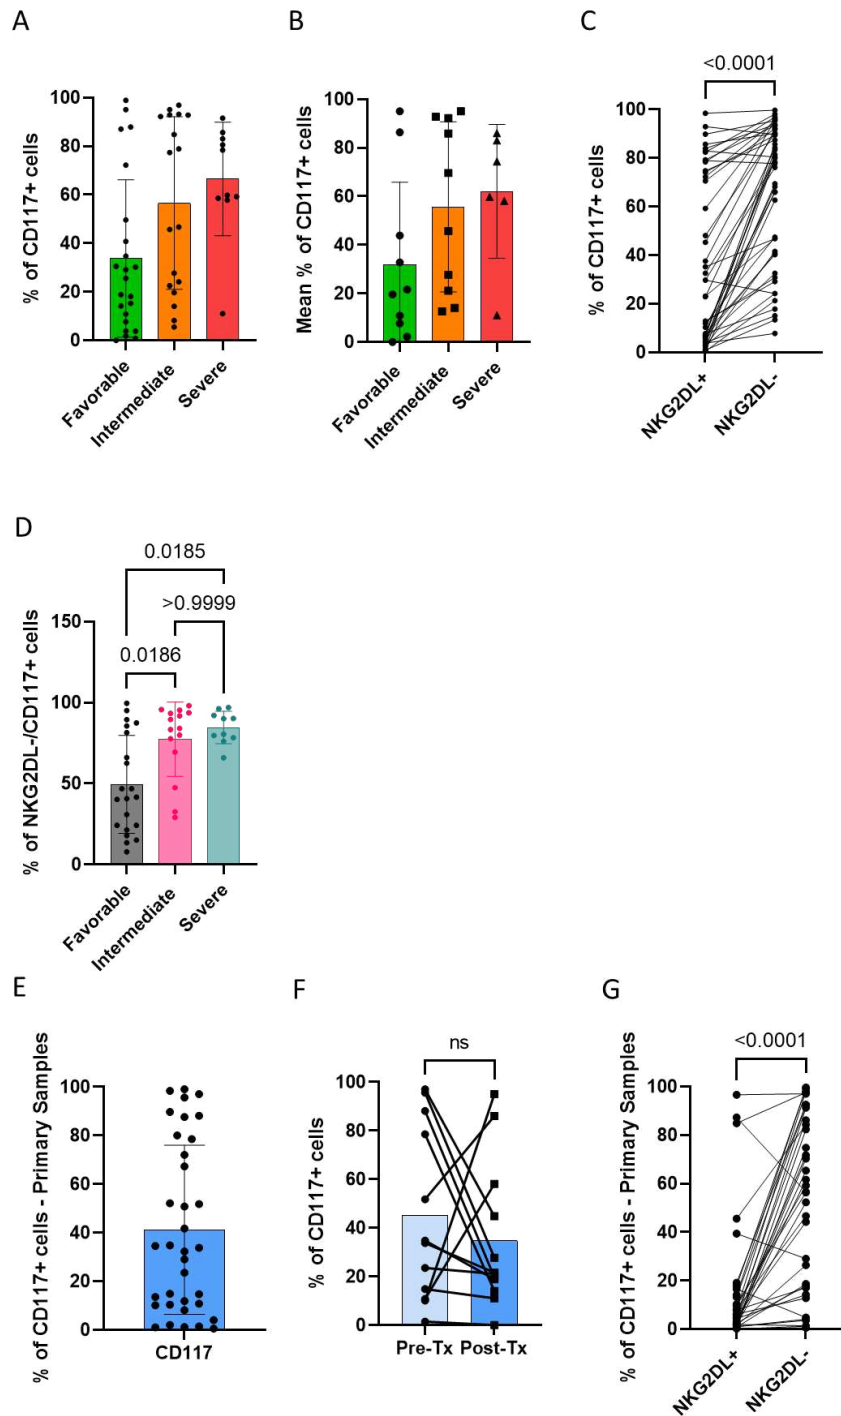 A
% of CD117+ cells
100
80
60
40
20
0
Favorable
Intermediate
Severe
B
Mean % of CD117+ cells
100
80
60
40
20
0
Favorable
Intermediate
Severe
C
<0.0001
% of CD117+ cells
100
80
60
40
20
0
NKG2DL+
NKG2DL-
D
0.0185
>0.9999
0.0186
% of NKG2DL-/CD117+ cells
150
100
50
0
Favorable
Intermediate
Severe
E
% of CD117+ cells - Primary Samples
100
80
60
40
20
0
CD117
F
ns
% of CD117+ cells
100
80
60
40
20
0
Pre-Tx Post-Tx
G
<0.0001
% of CD117+ cells - Primary Samples
100
80
60
40
20
0
NKG2DL+
NKG2DL-